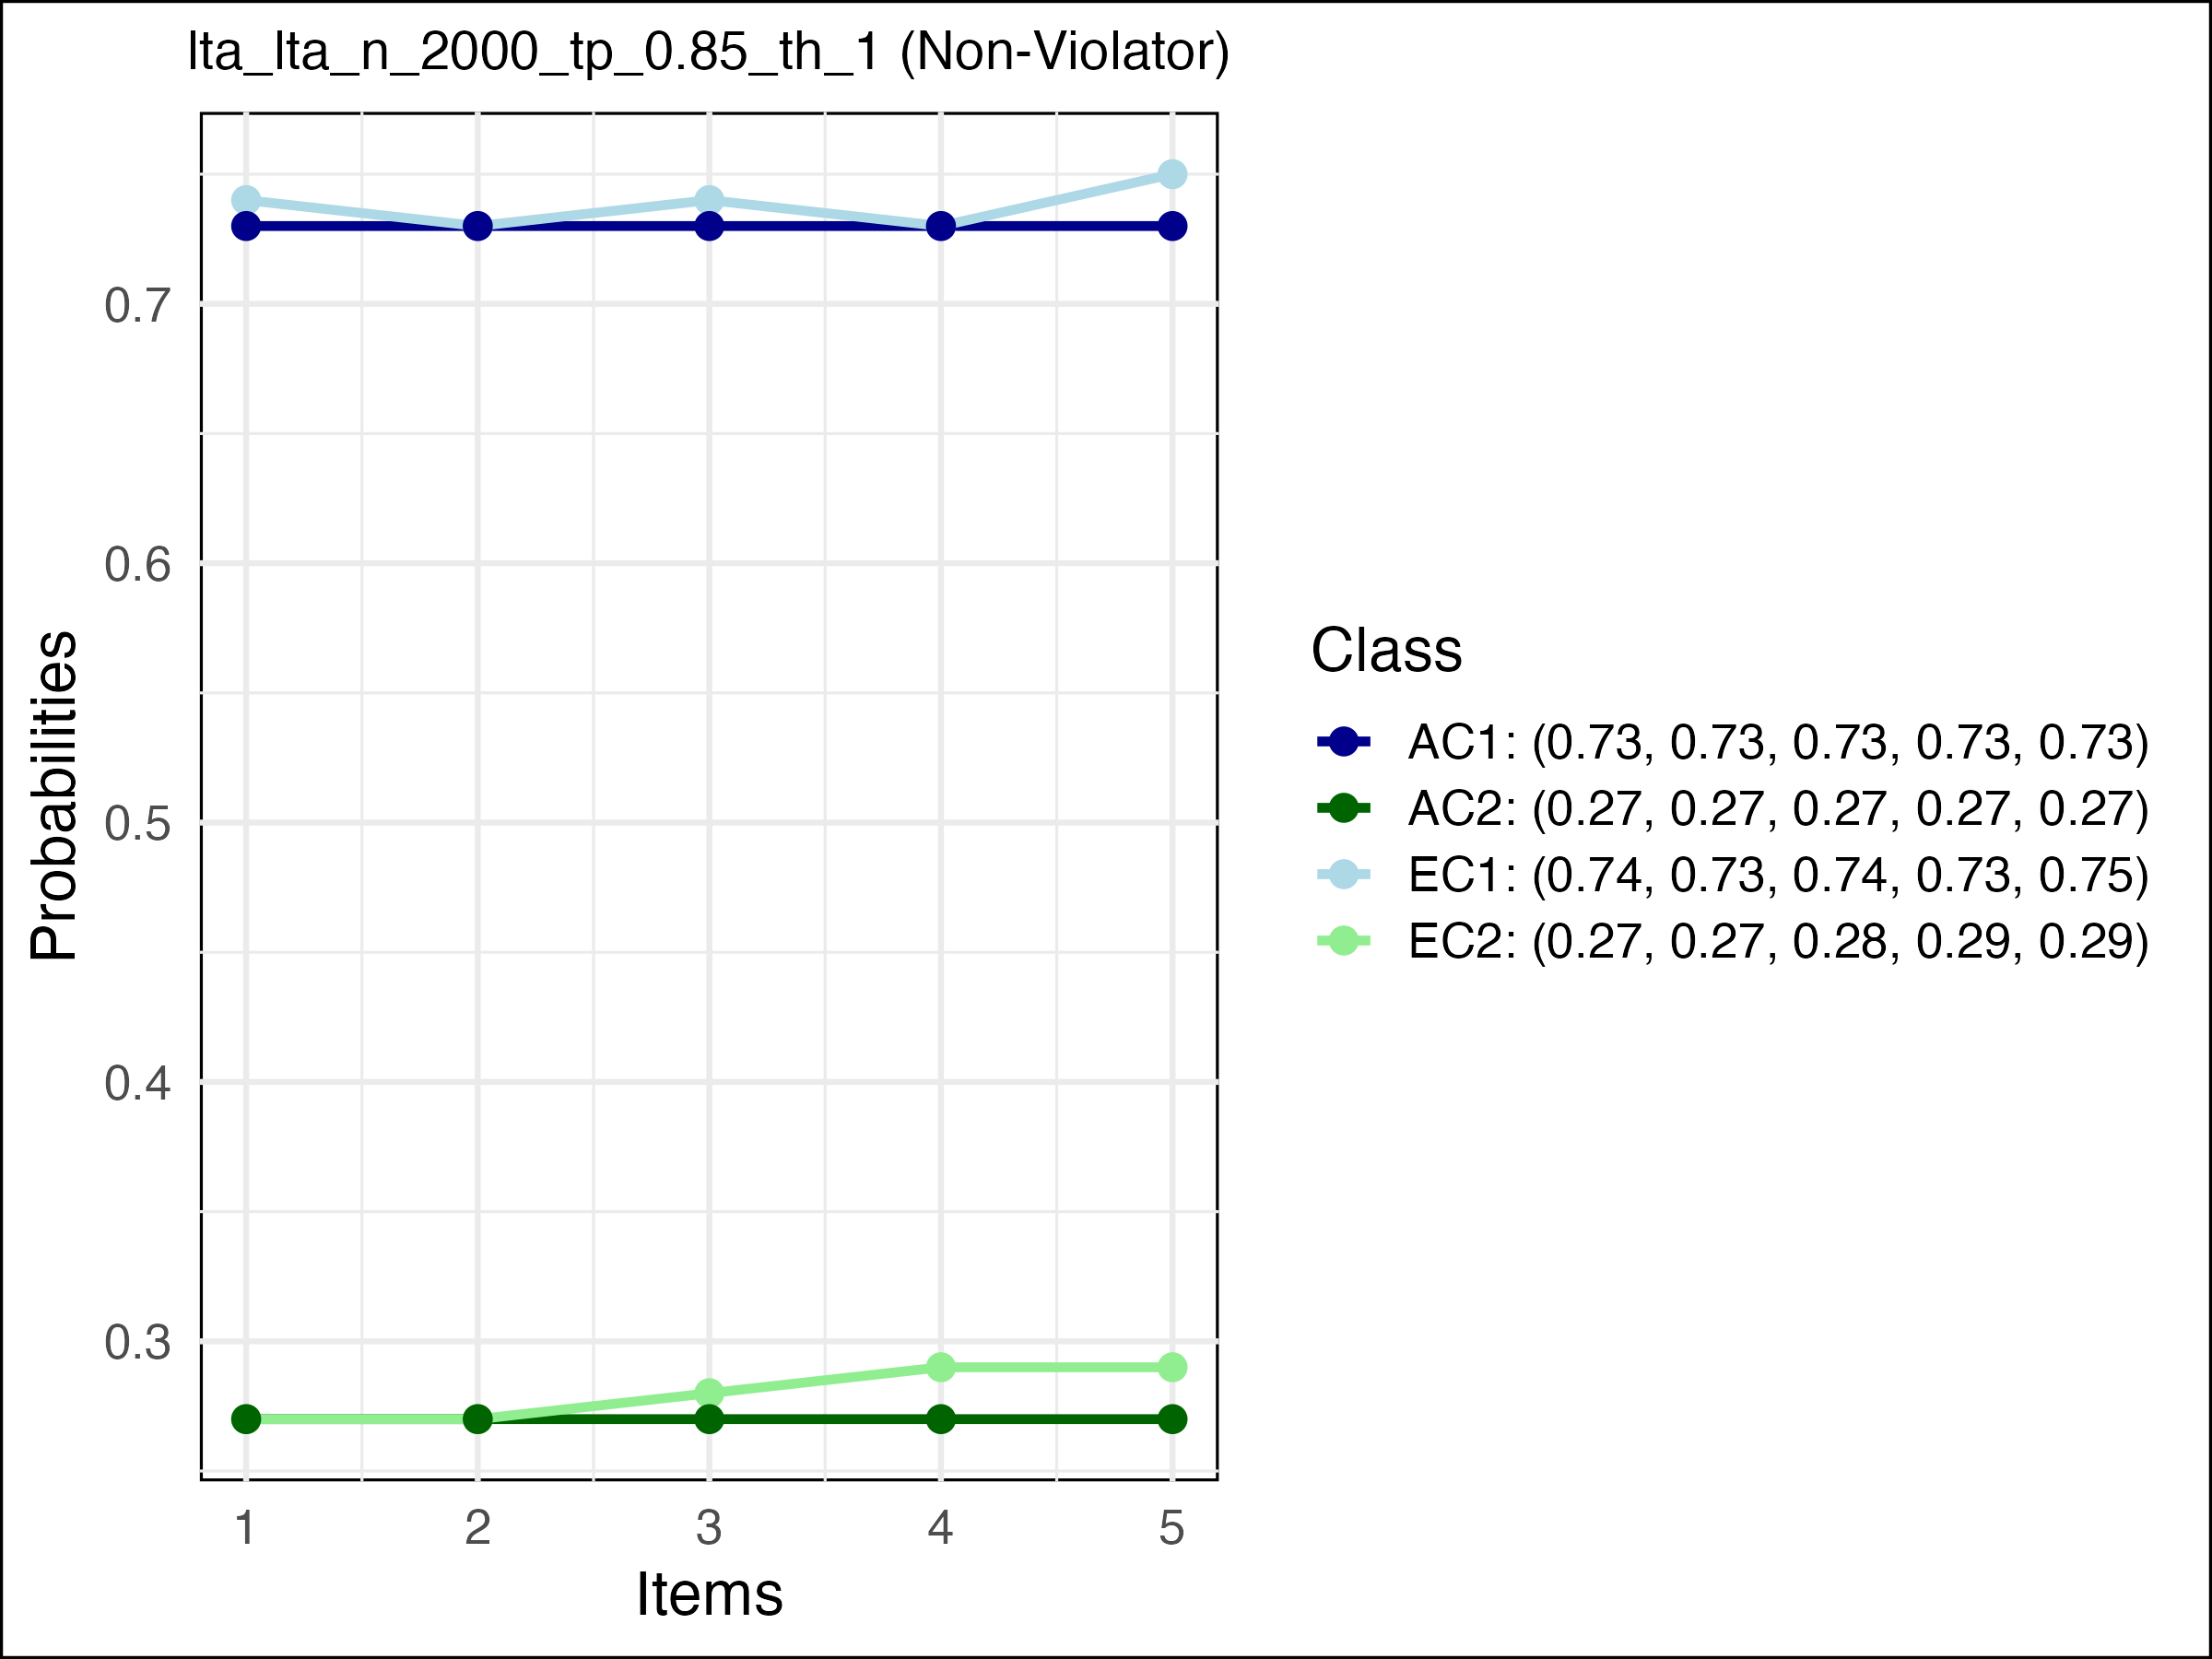 lta_lta_n_2000_tp_0.85_th_1 (Non-Violator)
Probabilities
0.7
0.6
0.5
0.4
0.3
1 2 3 4 5
Items
Class
AC1: (0.73, 0.73, 0.73, 0.73, 0.73)
AC2: (0.27, 0.27, 0.27, 0.27, 0.27)
EC1: (0.74, 0.73, 0.74, 0.73, 0.75)
EC2: (0.27, 0.27, 0.28, 0.29, 0.29)